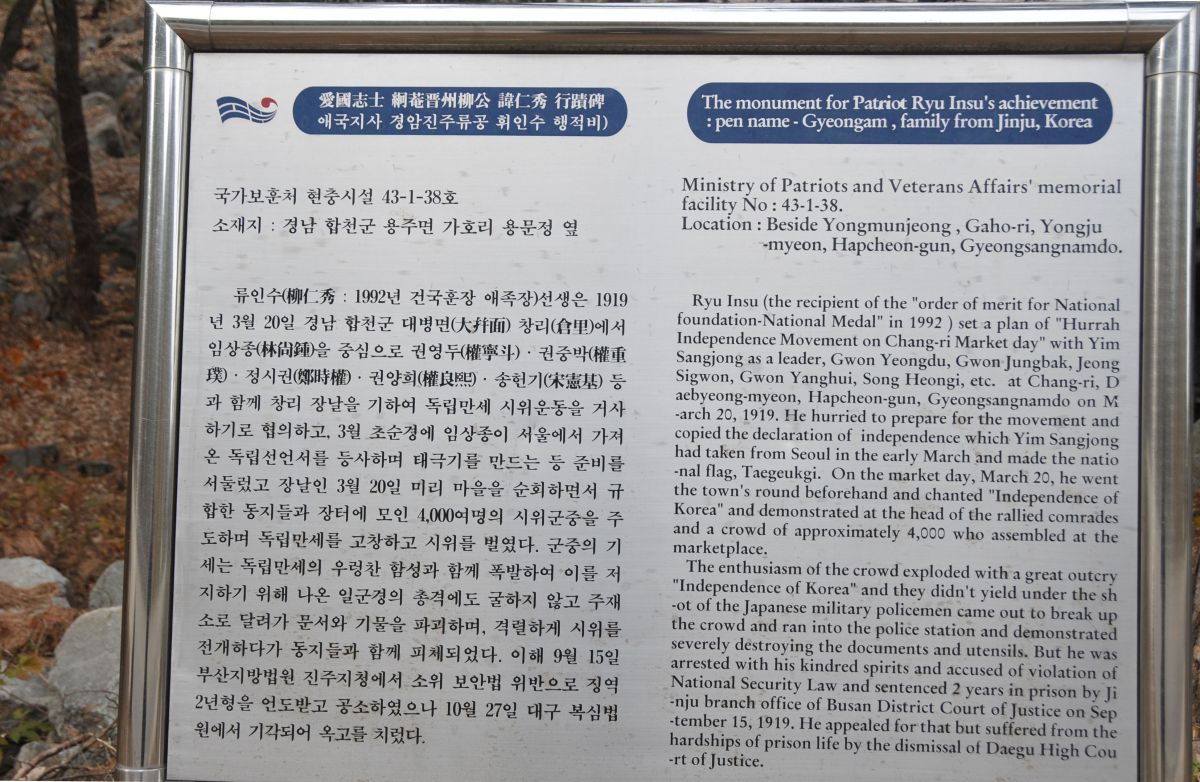 愛國志士 絅菴晋州柳公 諱仁秀 行蹟碑
애국지사 경암진주류공 휘인수 행적비)
국가보훈처 현충시설 43-1-38호
소재지 : 경남 합천군 용주면 가호리 용문정 옆
류인수(柳仁秀 : 1992년 건국훈장 애족장)선생은 1919
년 3월 20일 경남 합천군 대병면(大幷面) 창리(倉里)에서
임상종(林尙鍾)을 중심으로 권영두(權寧斗)·권중박(權重
璞)·정시권(鄭時權)·권양희(權良熙)·송헌기(宋憲基) 등
과 함께 창리 장날을 기하여 독립만세 시위운동을 거사
하기로 협의하고, 3월 초순경에 임상종이 서울에서 가져
온 독립선언서를 등사하며 태극기를 만드는 등 준비를
서둘렀고 장날인 3월 20일 미리 마을을 순회하면서 규
합한 동지들과 장터에 모인 4,000여명의 시위군중을 주
도하며 독립만세를 고창하고 시위를 벌였다. 군중의 기
세는 독립만세의 우렁찬 함성과 함께 폭발하여 이를 저
지하기 위해 나온 일군경의 총격에도 굴하지 않고 주재
소로 달려가 문서와 기물을 파괴하며, 격렬하게 시위를
전개하다가 동지들과 함께 피체되었다. 이해 9월 15일
부산지방법원 진주지청에서 소위 보안법 위반으로 징역
2년형을 언도받고 공소하였으나 10월 27일 대구 복심법
원에서 기각되어 옥고를 치렀다.
The monument for Patriot Ryu Insu's achievement
: pen name - Gyeongam , family from Jinju, Korea
Ministry of Patriots and Veterans Affairs' memorial
facility No : 43-1-38.
Location : Beside Yongmunjeong , Gaho-ri, Yongju
-myeon, Hapcheon-gun, Gyeongsangnamdo.
Ryu Insu (the recipient of the "order of merit for National
foundation-National Medal" in 1992 ) set a plan of "Hurrah
Independence Movement on Chang-ri Market day" with Yim
Sangjong as a leader, Gwon Yeongdu, Gwon Jungbak, Jeong
Sigwon, Gwon Yanghui, Song Heongi, etc. at Chang-ri, D
aebyeong-myeon, Hapcheon-gun, Gyeongsangnamdo on M
-arch 20, 1919. He hurried to prepare for the movement and
copied the declaration of independence which Yim Sangjong
had taken from Seoul in the early March and made the natio
-nal flag, Taegeukgi. On the market day, March 20, he went
the town's round beforehand and chanted "Independence of
Korea" and demonstrated at the head of the rallied comrades
and a crowd of approximately 4,000 who assembled at the
marketplace.
The enthusiasm of the crowd exploded with a great outcry
"Independence of Korea" and they didn't yield under the sh
-ot of the Japanese military policemen came out to break up
the crowd and ran into the police station and demonstrated
severely destroying the documents and utensils. But he was
arrested with his kindred spirits and accused of violation of
National Security Law and sentenced 2 years in prison by Ji
-nju branch office of Busan District Court of Justice on Sep
-tember 15, 1919. He appealed for that but suffered from the
hardships of prison life by the dismissal of Daegu High Cou
-rt of Justice.